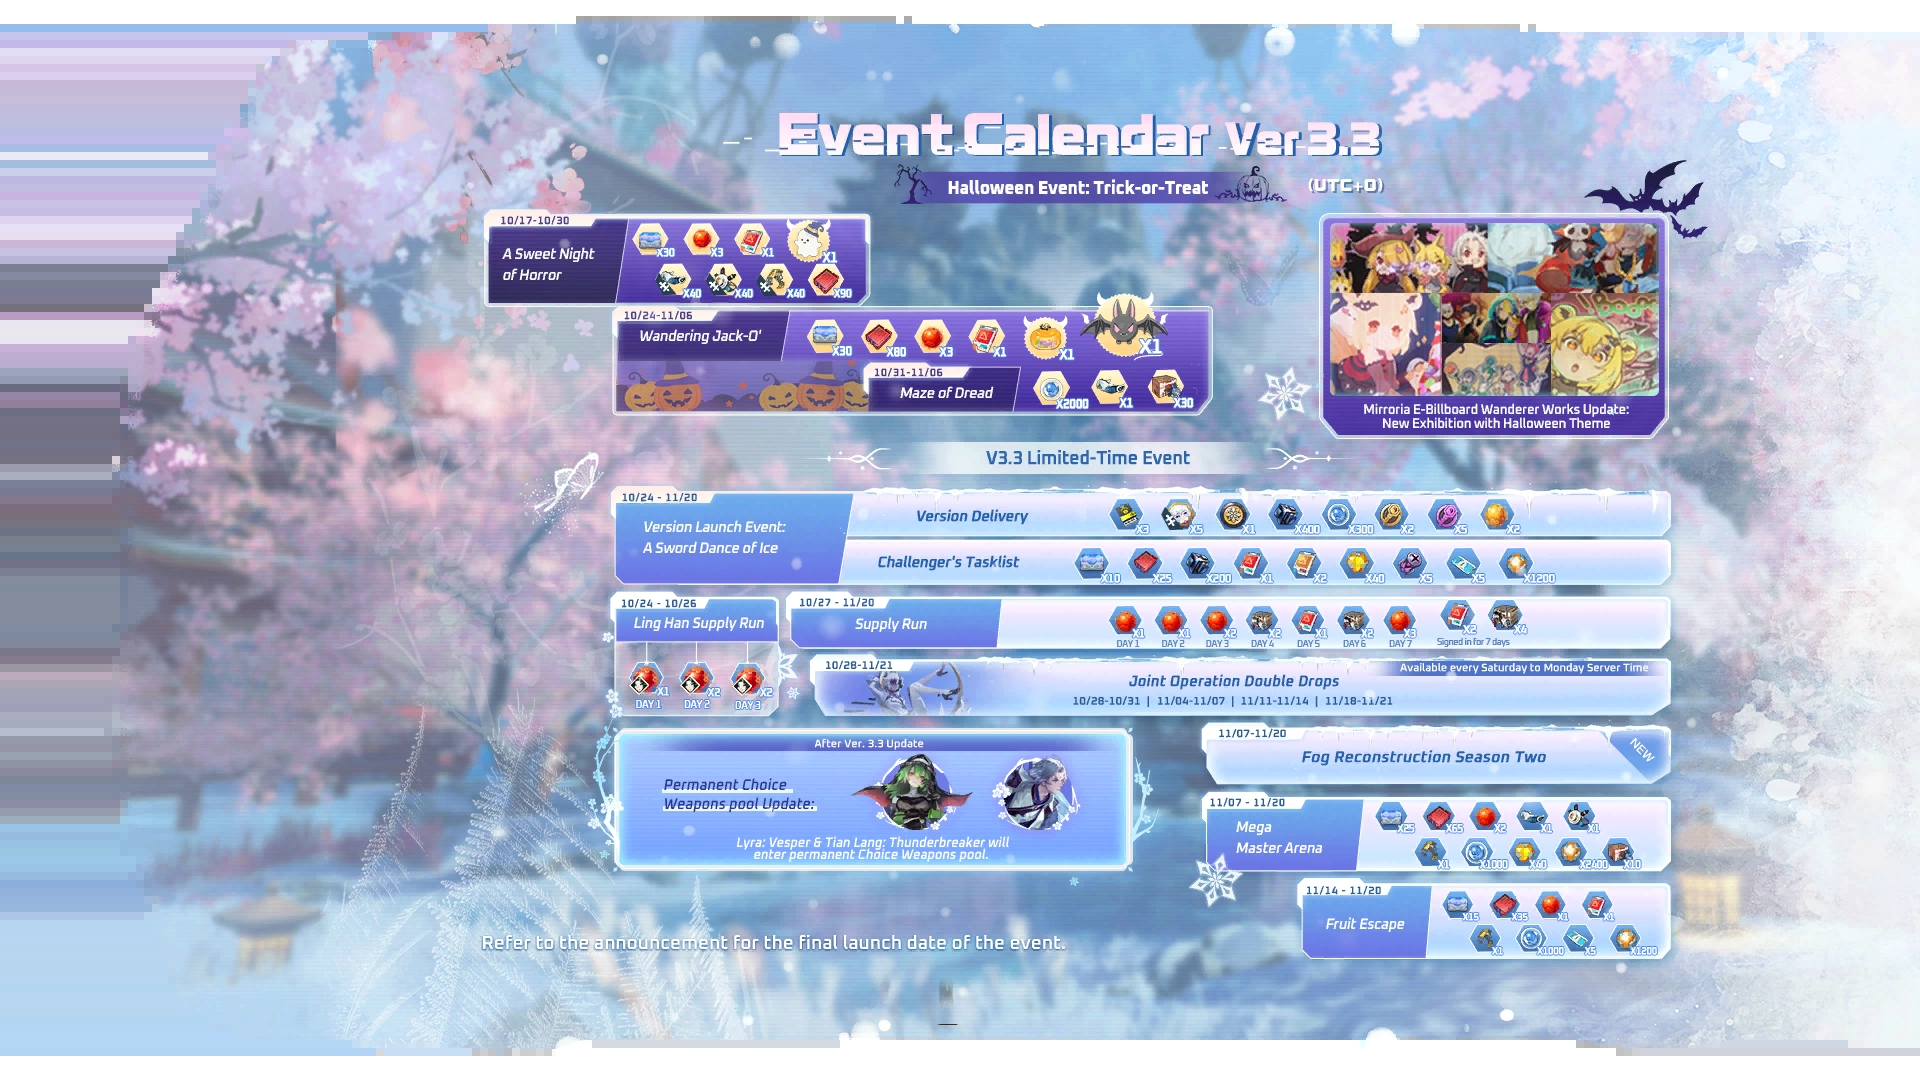 Event Calendar Ver3.3
Halloween Event: Trick-or-Treat
(UTC+0)
10/17-10/30
A Sweet Night
of Horror
X30 X3 X1 X1
X40 X40 X40 X90
10/24-11/06
Wandering Jack-O'
X30 X80 X3 X1 X1 X1
10/31-11/06
Maze of Dread
X2000 X1 X30
Mirroria E-Billboard Wanderer Works Update:
New Exhibition with Halloween Theme
V3.3 Limited-Time Event
10/24 - 11/20
Version Launch Event:
A Sword Dance of Ice
Version Delivery
X3 X5 X1 X400 X300 X2 X5 X2
Challenger's Tasklist
X10 X25 X200 X1 X2 X40 X5 X5 X1200
10/24 - 10/26
Ling Han Supply Run
X1 X2 X2
DAY 1 DAY 2 DAY 3
10/27 - 11/20
Supply Run
X1 X1 X2 X2 X1 X2 X3 X2 X4
DAY 1 DAY 2 DAY 3 DAY 4 DAY 5 DAY 6 DAY 7 Signed in for 7 days
10/28-11/21
Available every Saturday to Monday Server Time
Joint Operation Double Drops
10/28-10/31 | 11/04-11/07 | 11/11-11/14 | 11/18-11/21
After Ver. 3.3 Update
Permanent Choice
Weapons pool Update:
Lyra: Vesper & Tian Lang: Thunderbreaker will
enter permanent Choice Weapons pool.
11/07-11/20
Fog Reconstruction Season Two
NEW
11/07 - 11/20
Mega
Master Arena
X25 X65 X2 X1 X1
X1 X1000 X40 X2400 X10
11/14 - 11/20
Fruit Escape
X15 X35 X1 X1
X1 X1000 X5 X1200
Refer to the announcement for the final launch date of the event.